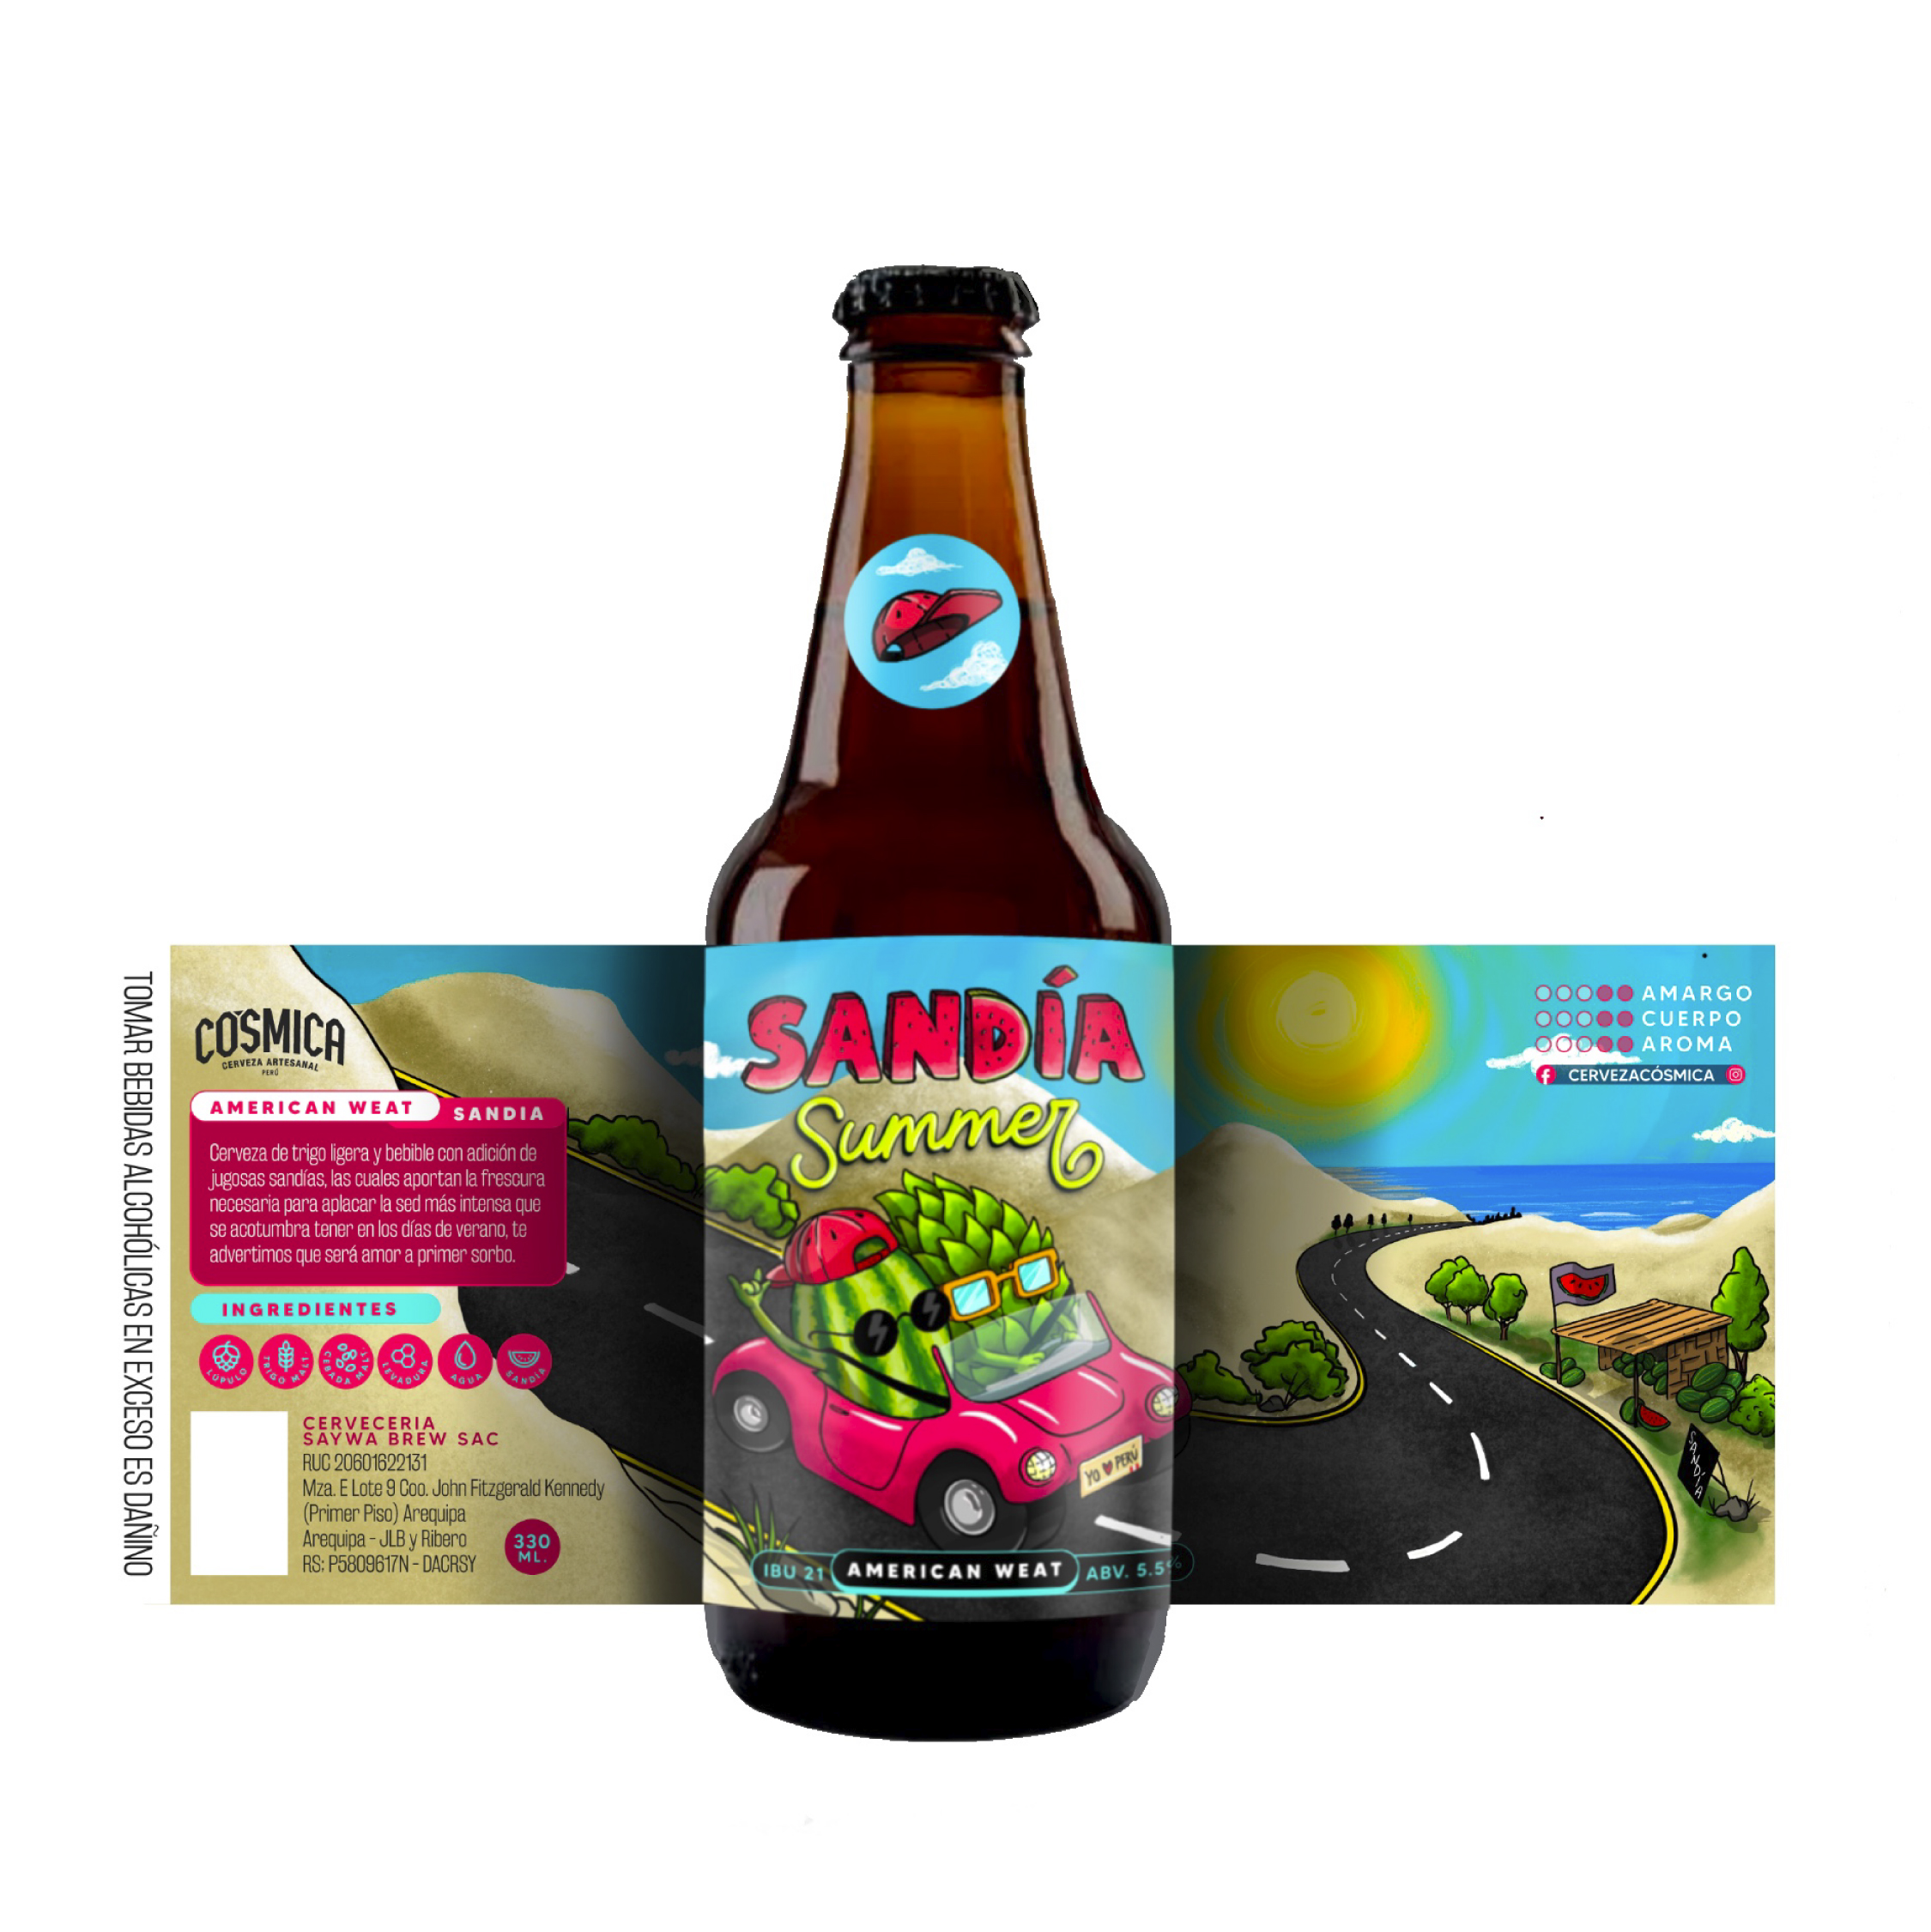 TOMAR BEBIDAS ALCOHÓLICAS EN EXCESO ES DAÑINO
CÓSMICA
CERVEZA ARTESANAL
PERÚ
AMERICAN WEAT
SANDIA
Cerveza de trigo ligera y bebible con adición de
jugosas sandías, las cuales aportan la frescura
necesaria para aplacar la sed más intensa que
se acotumbra tener en los días de verano, te
advertimos que será amor a primer sorbo.
INGREDIENTES
LÚPULO
TRIGO MALT
CEBADA MALT
LEVADURA
AGUA
SANDÍA
CERVECERIA
SAYWA BREW SAC
RUC 20601622131
Mza. E Lote 9 Coo. John Fitzgerald Kennedy
(Primer Piso) Arequipa
Arequipa - JLB y Ribero
RS: P5809617N - DACRSY
330
ML.
SANDÍA
Summer
YO PERÚ
IBU 21
AMERICAN WEAT
ABV. 5.5%
AMARGO
CUERPO
AROMA
CERVEZACÓSMICA
SANDÍA